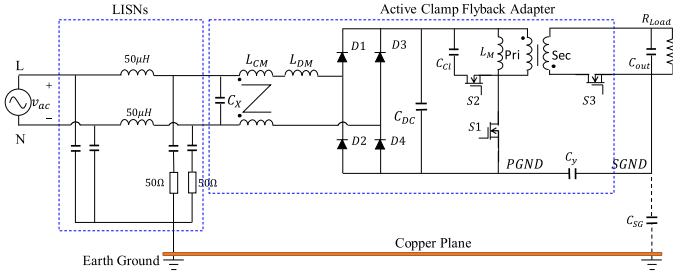 LISNs
Active Clamp Flyback Adapter
R_Load
50μH
L_CM
L_DM
D1
D3
C_Cl
L_M
Pri
Sec
C_out
L
+
v_ac
−
N
50μH
C_X
C_DC
S2
S3
S1
D2
D4
50Ω
50Ω
PGND
C_y
SGND
C_SG
Copper Plane
Earth Ground